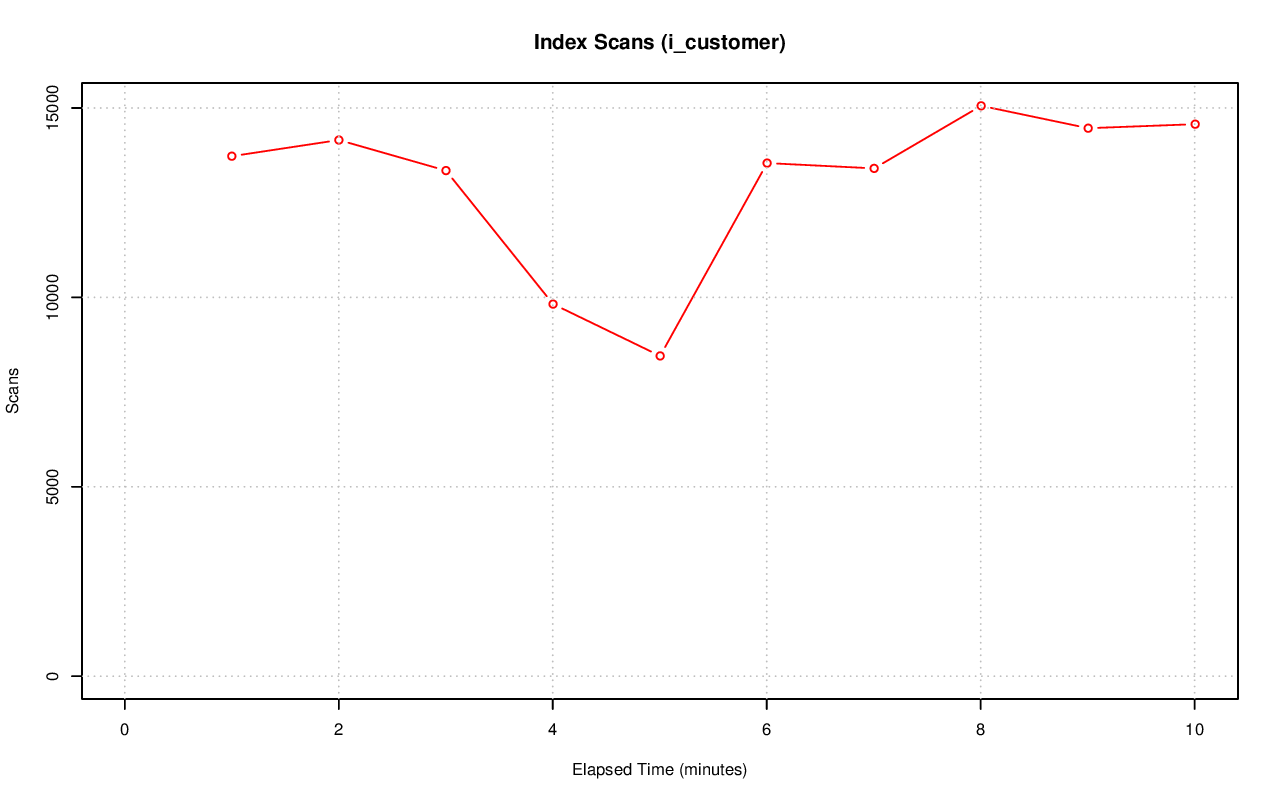 Index Scans (i_customer)
15000
10000
5000
0
Scans
0 2 4 6 8 10
Elapsed Time (minutes)